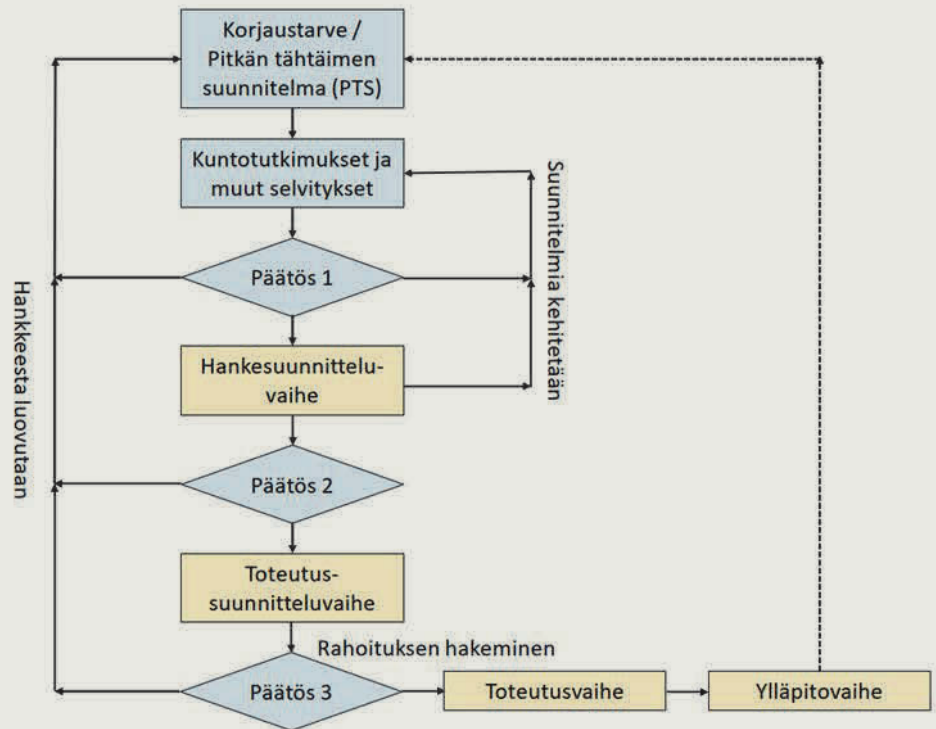 Korjaustarve /
Pitkän tähtäimen
suunnitelma (PTS)
Kuntotutkimukset ja
muut selvitykset
Suunnitelmia kehitetään
Päätös 1
Hankkeesta luovutaan
Hankesuunnittelu-
vaihe
Päätös 2
Toteutus-
suunnitteluvaihe
Rahoituksen hakeminen
Päätös 3
Toteutusvaihe
Ylläpitovaihe